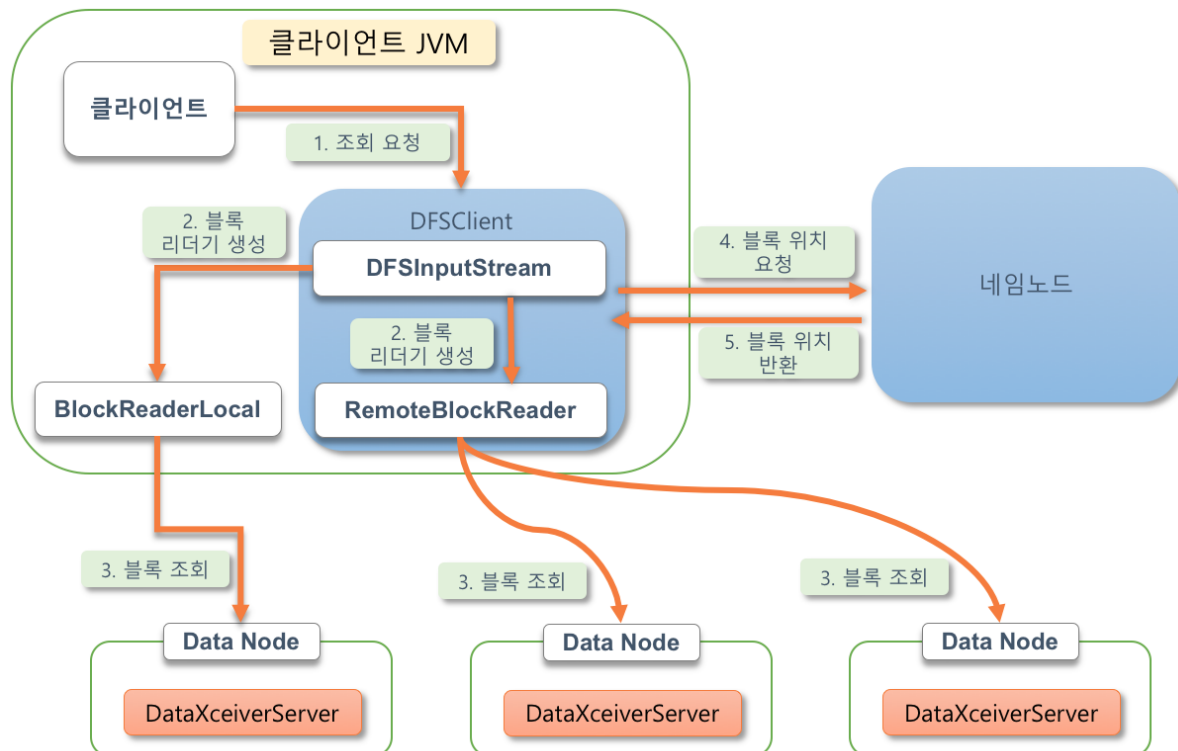 클라이언트 JVM
클라이언트
1. 조회 요청
2. 블록
리더기 생성
DFSClient
DFSInputStream
4. 블록 위치
요청
네임노드
2. 블록
리더기 생성
5. 블록 위치
반환
BlockReaderLocal
RemoteBlockReader
3. 블록 조회
3. 블록 조회
3. 블록 조회
Data Node
Data Node
Data Node
DataXceiverServer
DataXceiverServer
DataXceiverServer